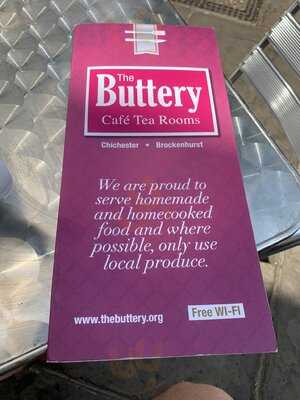 The
Buttery
Café Tea Rooms
Chichester • Brockenhurst
We are proud to
serve homemade
and homecooked
food and where
possible, only use
local produce.
www.thebuttery.org
Free WI-FI